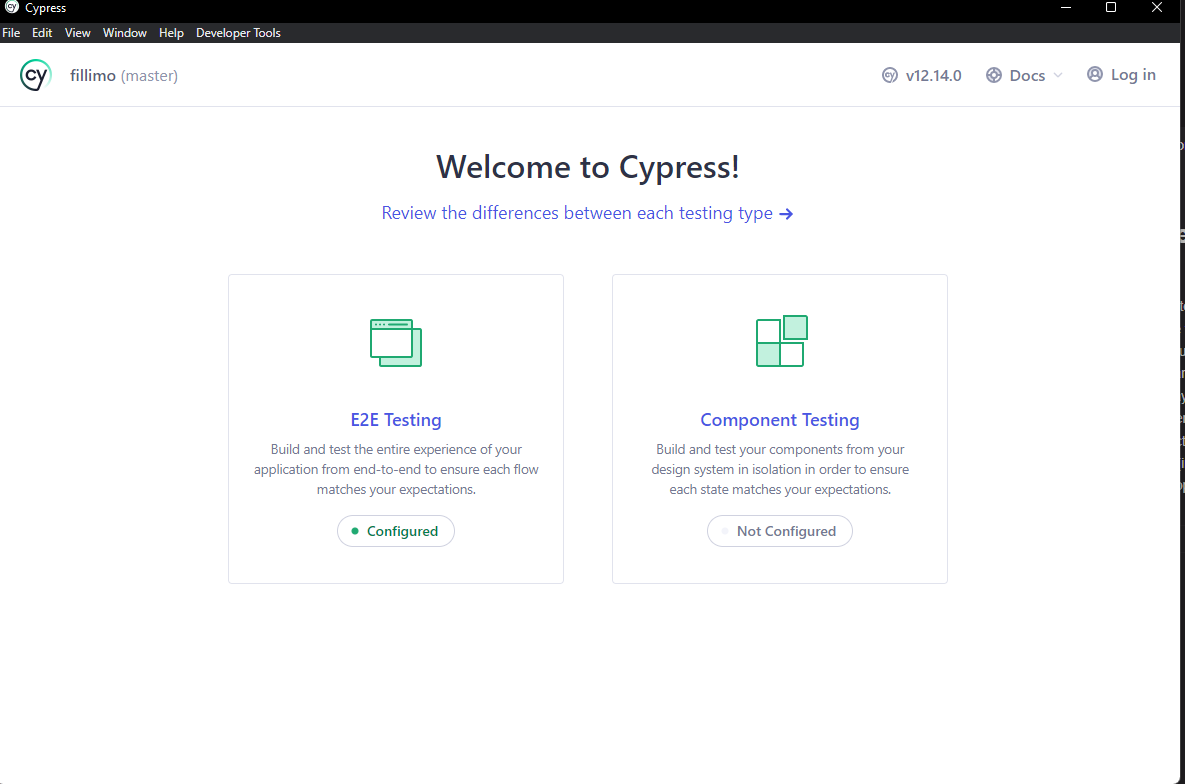 cy Cypress
File Edit View Window Help Developer Tools
cy fillimo (master) cy v12.14.0 Docs Log in
Welcome to Cypress!
Review the differences between each testing type →
E2E Testing
Build and test the entire experience of your
application from end-to-end to ensure each flow
matches your expectations.
Configured
Component Testing
Build and test your components from your
design system in isolation in order to ensure
each state matches your expectations.
Not Configured